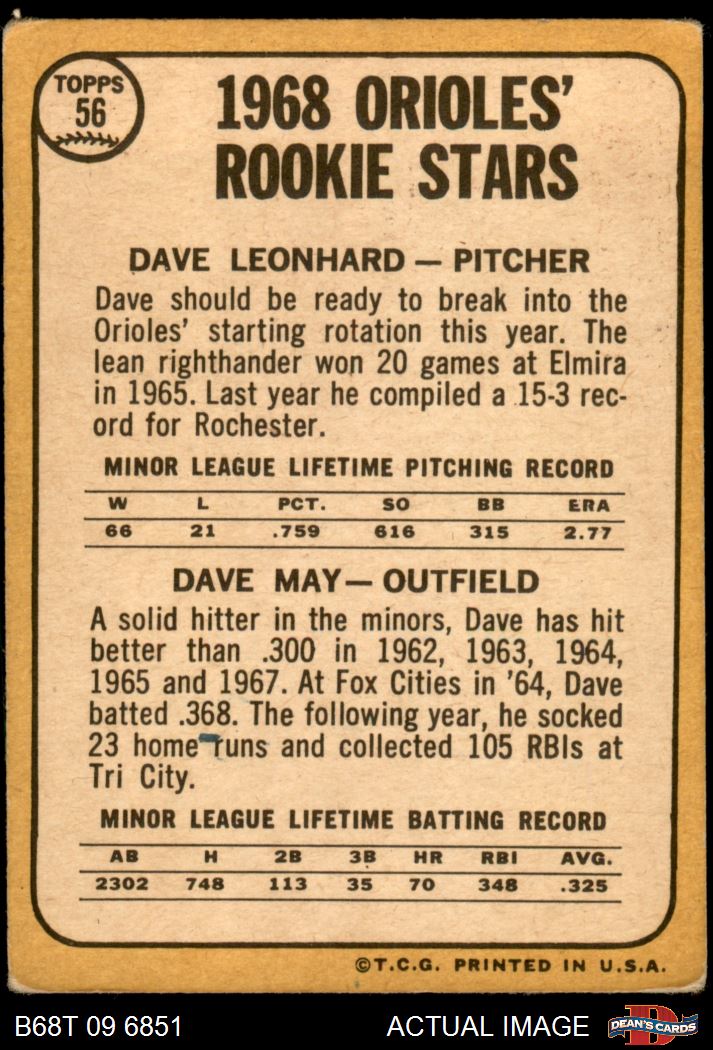 TOPPS
56
1968 ORIOLES'
ROOKIE STARS
DAVE LEONHARD — PITCHER
Dave should be ready to break into the
Orioles' starting rotation this year. The
lean righthander won 20 games at Elmira
in 1965. Last year he compiled a 15-3 rec-
ord for Rochester.
MINOR LEAGUE LIFETIME PITCHING RECORD
W L PCT. SO BB ERA
66 21 .759 616 315 2.77
DAVE MAY — OUTFIELD
A solid hitter in the minors, Dave has hit
better than .300 in 1962, 1963, 1964,
1965 and 1967. At Fox Cities in '64, Dave
batted .368. The following year, he socked
23 home runs and collected 105 RBIs at
Tri City.
MINOR LEAGUE LIFETIME BATTING RECORD
AB H 2B 3B HR RBI AVG.
2302 748 113 35 70 348 .325
©T.C.G. PRINTED IN U.S.A.
B68T 09 6851 ACTUAL IMAGE D DEAN'S CARDS